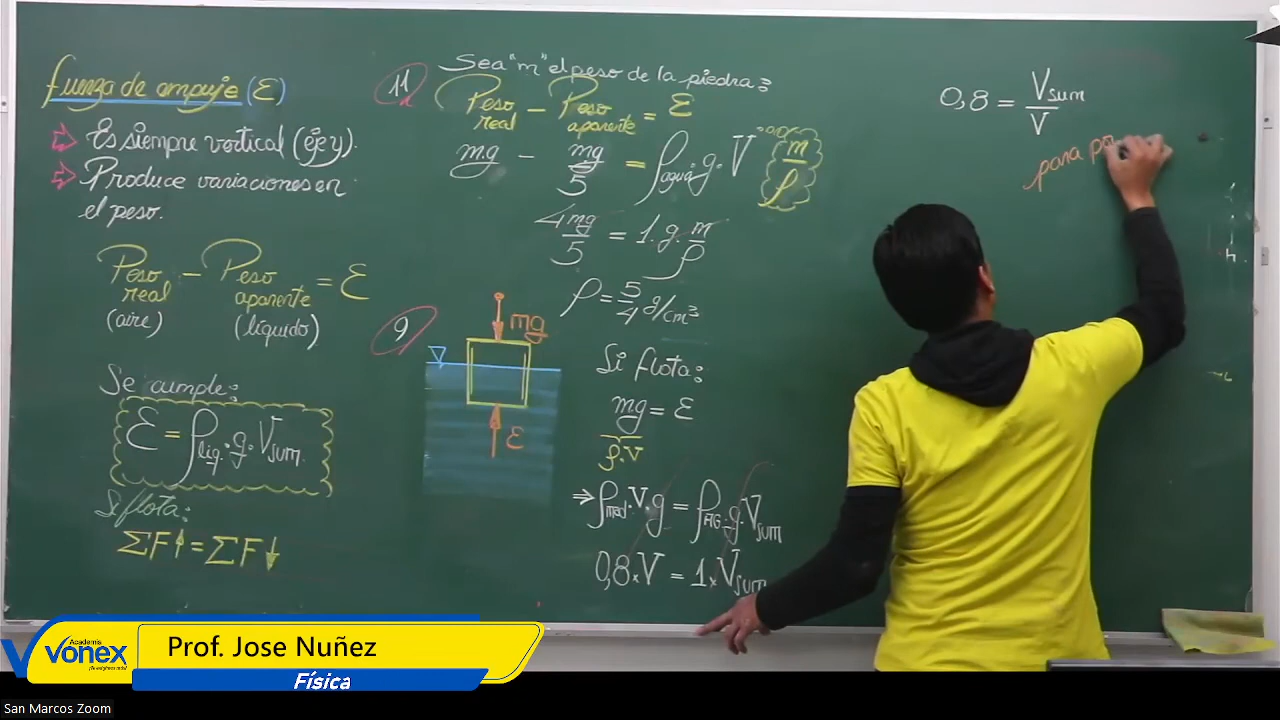 fuerza de empuje (E)
Es siempre vertical (eje y).
Produce variaciones en
el peso.
Peso real - Peso aparente = E
(aire) (líquido)
Se cumple:
E = ρliq. · g · Vsum.
Si flota:
ΣF↑ = ΣF↓
11 Sea "m" el peso de la piedra:
Peso real - Peso aparente = E
mg - mg/5 = ρagua · g · V m/ρ
4mg/5 = 1. g. m/ρ
ρ = 5/4 g/cm³
9
mg
E
Si flota:
mg = E
ρ.V
⇒ ρmad. V. g = ρAG. · g · Vsum
0,8 × V = 1 × Vsum
0,8 = Vsum/V
para
Academia
vonex
Prof. Jose Nuñez
Física
San Marcos Zoom